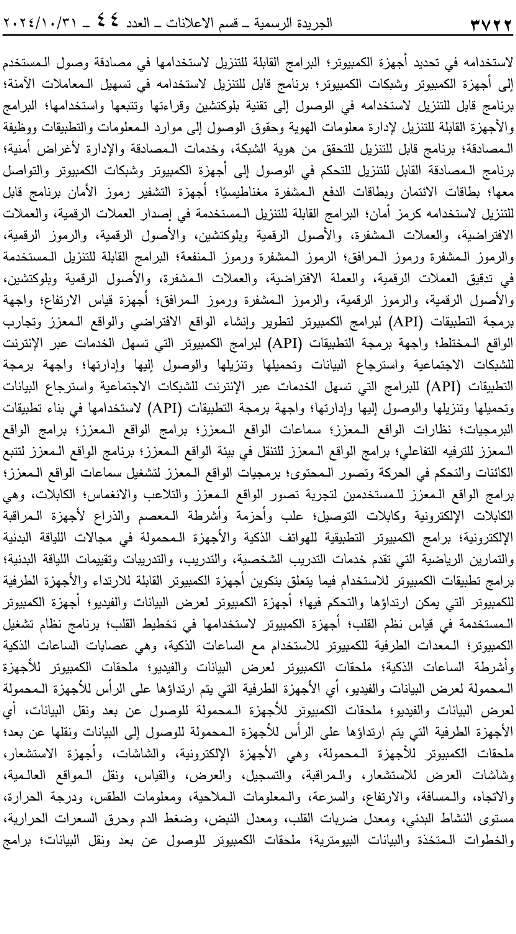 ٣٧٢٢ الجريدة الرسمية – قسم الاعلانات – العدد ٤٤ – ٢٠٢٤/١٠/٣١
لاستخدامه في تحديد أجهزة الكمبيوتر؛ البرامج القابلة للتنزيل لاستخدامها في مصادقة وصول المستخدم
إلى أجهزة الكمبيوتر وشبكات الكمبيوتر؛ برنامج قابل للتنزيل لاستخدامه في تسهيل المعاملات الآمنة؛
برنامج قابل للتنزيل لاستخدامه في الوصول إلى تقنية بلوكتشين وقراءتها وتتبعها واستخدامها؛ البرامج
والأجهزة القابلة للتنزيل لإدارة معلومات الهوية وحقوق الوصول إلى موارد المعلومات والتطبيقات ووظيفة
المصادقة؛ برنامج قابل للتنزيل للتحقق من هوية الشبكة، وخدمات المصادقة والإدارة لأغراض أمنية؛
برنامج المصادقة القابل للتنزيل للتحكم في الوصول إلى أجهزة الكمبيوتر وشبكات الكمبيوتر والتواصل
معها؛ بطاقات الائتمان وبطاقات الدفع المشفرة مغناطيسيًا؛ أجهزة التشفير رموز الأمان برنامج قابل
للتنزيل لاستخدامه كرمز أمان؛ البرامج القابلة للتنزيل المستخدمة في إصدار العملات الرقمية، والعملات
الافتراضية، والعملات المشفرة، والأصول الرقمية وبلوكتشين، والأصول الرقمية، والرموز الرقمية،
والرموز المشفرة ورموز المرافق؛ الرموز المشفرة ورموز المنفعة؛ البرامج القابلة للتنزيل المستخدمة
في تدقيق العملات الرقمية، والعملة الافتراضية، والعملات المشفرة، والأصول الرقمية وبلوكتشين،
والأصول الرقمية، والرموز الرقمية، والرموز المشفرة ورموز المرافق؛ أجهزة قياس الارتفاع؛ واجهة
برمجة التطبيقات (API) لبرامج الكمبيوتر لتطوير وإنشاء الواقع الافتراضي والواقع المعزز وتجارب
الواقع المختلط؛ واجهة برمجة التطبيقات (API) لبرامج الكمبيوتر التي تسهل الخدمات عبر الإنترنت
للشبكات الاجتماعية واسترجاع البيانات وتحميلها وتنزيلها والوصول إليها وإدارتها؛ واجهة برمجة
التطبيقات (API) للبرامج التي تسهل الخدمات عبر الإنترنت للشبكات الاجتماعية واسترجاع البيانات
وتحميلها وتنزيلها والوصول إليها وإدارتها؛ واجهة برمجة التطبيقات (API) لاستخدامها في بناء تطبيقات
البرمجيات؛ نظارات الواقع المعزز؛ سماعات الواقع المعزز؛ برامج الواقع المعزز؛ برامج الواقع
المعزز للترفيه التفاعلي؛ برامج الواقع المعزز للتنقل في بيئة الواقع المعزز؛ برنامج الواقع المعزز لتتبع
الكائنات والتحكم في الحركة وتصور المحتوى؛ برمجيات الواقع المعزز لتشغيل سماعات الواقع المعزز؛
برامج الواقع المعزز للمستخدمين لتجربة تصور الواقع المعزز والتلاعب والانغماس؛ الكابلات، وهي
الكابلات الإلكترونية وكابلات التوصيل؛ علب وأحزمة وأشرطة المعصم والذراع لأجهزة المراقبة
الإلكترونية؛ برامج الكمبيوتر التطبيقية للهواتف الذكية والأجهزة المحمولة في مجالات اللياقة البدنية
والتمارين الرياضية التي تقدم خدمات التدريب الشخصية، والتدريب، والتدريبات وتقييمات اللياقة البدنية؛
برامج تطبيقات الكمبيوتر للاستخدام فيما يتعلق بتكوين أجهزة الكمبيوتر القابلة للارتداء والأجهزة الطرفية
للكمبيوتر التي يمكن ارتداؤها والتحكم فيها؛ أجهزة الكمبيوتر لعرض البيانات والفيديو؛ أجهزة الكمبيوتر
المستخدمة في قياس نظم القلب؛ أجهزة الكمبيوتر لاستخدامها في تخطيط القلب؛ برنامج نظام تشغيل
الكمبيوتر؛ المعدات الطرفية للكمبيوتر للاستخدام مع الساعات الذكية، وهي عصابات الساعات الذكية
وأشرطة الساعات الذكية؛ ملحقات الكمبيوتر لعرض البيانات والفيديو؛ ملحقات الكمبيوتر للأجهزة
المحمولة لعرض البيانات والفيديو، أي الأجهزة الطرفية التي يتم ارتداؤها على الرأس للأجهزة المحمولة
لعرض البيانات والفيديو؛ ملحقات الكمبيوتر للأجهزة المحمولة للوصول عن بعد ونقل البيانات، أي
الأجهزة الطرفية التي يتم ارتداؤها على الرأس للأجهزة المحمولة للوصول إلى البيانات ونقلها عن بعد؛
ملحقات الكمبيوتر للأجهزة المحمولة، وهي الأجهزة الإلكترونية، والشاشات، وأجهزة الاستشعار،
وشاشات العرض للاستشعار، والمراقبة، والتسجيل، والعرض، والقياس، ونقل المواقع العالمية،
والاتجاه، والمسافة، والارتفاع، والسرعة، والمعلومات الملاحية، ومعلومات الطقس، ودرجة الحرارة،
مستوى النشاط البدني، ومعدل ضربات القلب، ومعدل النبض، وضغط الدم وحرق السعرات الحرارية،
والخطوات المتخذة والبيانات البيومترية؛ ملحقات الكمبيوتر للوصول عن بعد ونقل البيانات؛ برامج